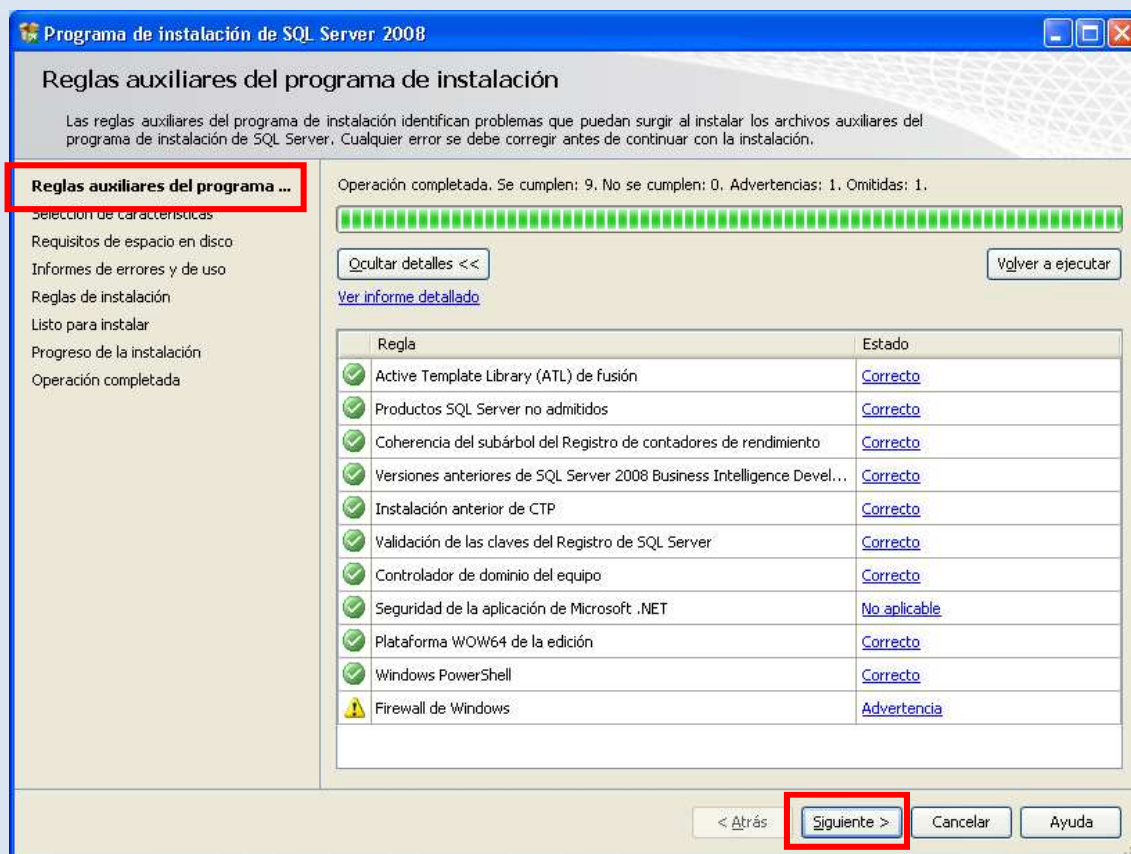 Programa de instalación de SQL Server 2008
Reglas auxiliares del programa de instalación
Las reglas auxiliares del programa de instalación identifican problemas que puedan surgir al instalar los archivos auxiliares del
programa de instalación de SQL Server. Cualquier error se debe corregir antes de continuar con la instalación.
Reglas auxiliares del programa ...
Selección de características
Requisitos de espacio en disco
Informes de errores y de uso
Reglas de instalación
Listo para instalar
Progreso de la instalación
Operación completada
Operación completada. Se cumplen: 9. No se cumplen: 0. Advertencias: 1. Omitidas: 1.
Ocultar detalles <<
Volver a ejecutar
Ver informe detallado
Regla Estado
Active Template Library (ATL) de fusión Correcto
Productos SQL Server no admitidos Correcto
Coherencia del subárbol del Registro de contadores de rendimiento Correcto
Versiones anteriores de SQL Server 2008 Business Intelligence Devel... Correcto
Instalación anterior de CTP Correcto
Validación de las claves del Registro de SQL Server Correcto
Controlador de dominio del equipo Correcto
Seguridad de la aplicación de Microsoft .NET No aplicable
Plataforma WOW64 de la edición Correcto
Windows PowerShell Correcto
Firewall de Windows Advertencia
< Atrás Siguiente > Cancelar Ayuda